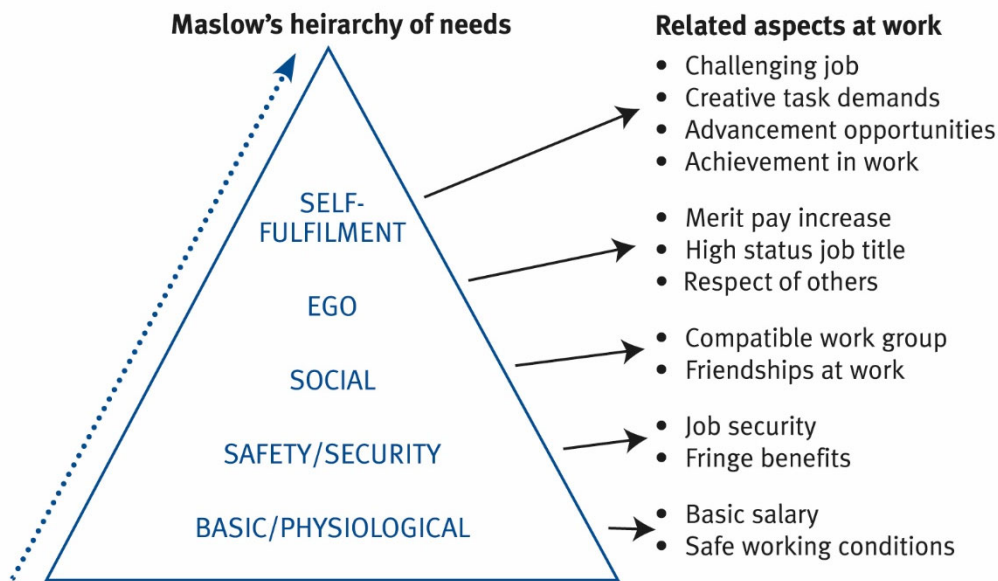 Maslow's heirarchy of needs
SELF-
FULFILMENT
EGO
SOCIAL
SAFETY/SECURITY
BASIC/PHYSIOLOGICAL
Related aspects at work
• Challenging job
• Creative task demands
• Advancement opportunities
• Achievement in work
• Merit pay increase
• High status job title
• Respect of others
• Compatible work group
• Friendships at work
• Job security
• Fringe benefits
• Basic salary
• Safe working conditions